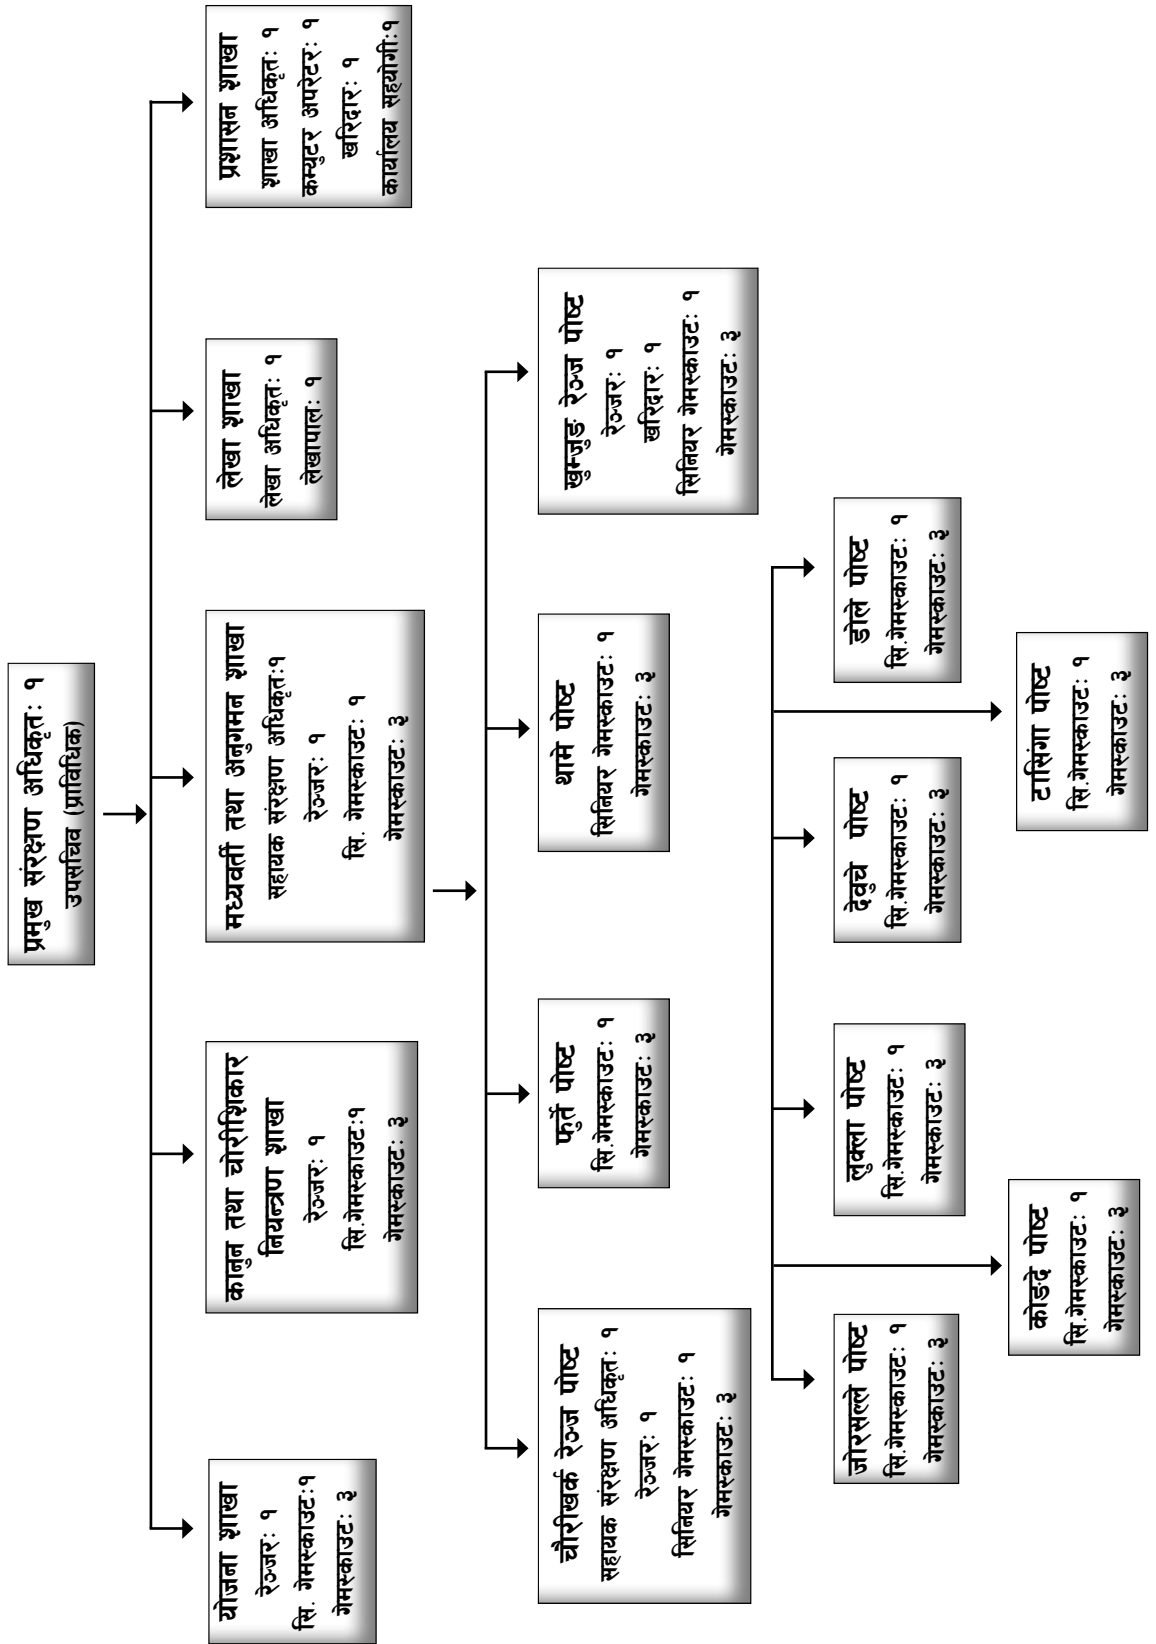 प्रमुख संरक्षण अधिकृतः १
उपसचिव (प्राविधिक)
योजना शाखा
रेञ्जरः १
सि. गेमस्काउटः१
गेमस्काउटः ३
कानुन तथा चोरीशिकार
नियन्त्रण शाखा
रेञ्जरः १
सि.गेमस्काउटः१
गेमस्काउटः ३
मध्यवर्ती तथा अनुगमन शाखा
सहायक संरक्षण अधिकृतः१
रेञ्जरः १
सि. गेमस्काउटः १
गेमस्काउटः ३
लेखा शाखा
लेखा अधिकृतः १
लेखापालः १
प्रशासन शाखा
शाखा अधिकृतः १
कम्युटर अपरेटरः १
खरिदारः १
कार्यालय सहयोगीः१
चौरीखर्क रेञ्ज पोष्ट
सहायक संरक्षण अधिकृतः १
रेञ्जरः १
सिनियर गेमस्काउटः १
गेमस्काउटः ३
फुर्ते पोष्ट
सि.गेमस्काउटः १
गेमस्काउटः ३
थामे पोष्ट
सिनियर गेमस्काउटः १
गेमस्काउटः ३
खुम्जुङ रेञ्ज पोष्ट
रेञ्जरः १
खरिदारः १
सिनियर गेमस्काउटः १
गेमस्काउटः ३
जोरसल्ले पोष्ट
सि.गेमस्काउटः १
गेमस्काउटः ३
लुक्ला पोष्ट
सि.गेमस्काउटः १
गेमस्काउटः ३
देवुचे पोष्ट
सि.गेमस्काउटः १
गेमस्काउटः ३
डोले पोष्ट
सि.गेमस्काउटः १
गेमस्काउटः ३
कोङदे पोष्ट
सि.गेमस्काउटः १
गेमस्काउटः ३
टासिंगा पोष्ट
सि.गेमस्काउटः १
गेमस्काउटः ३